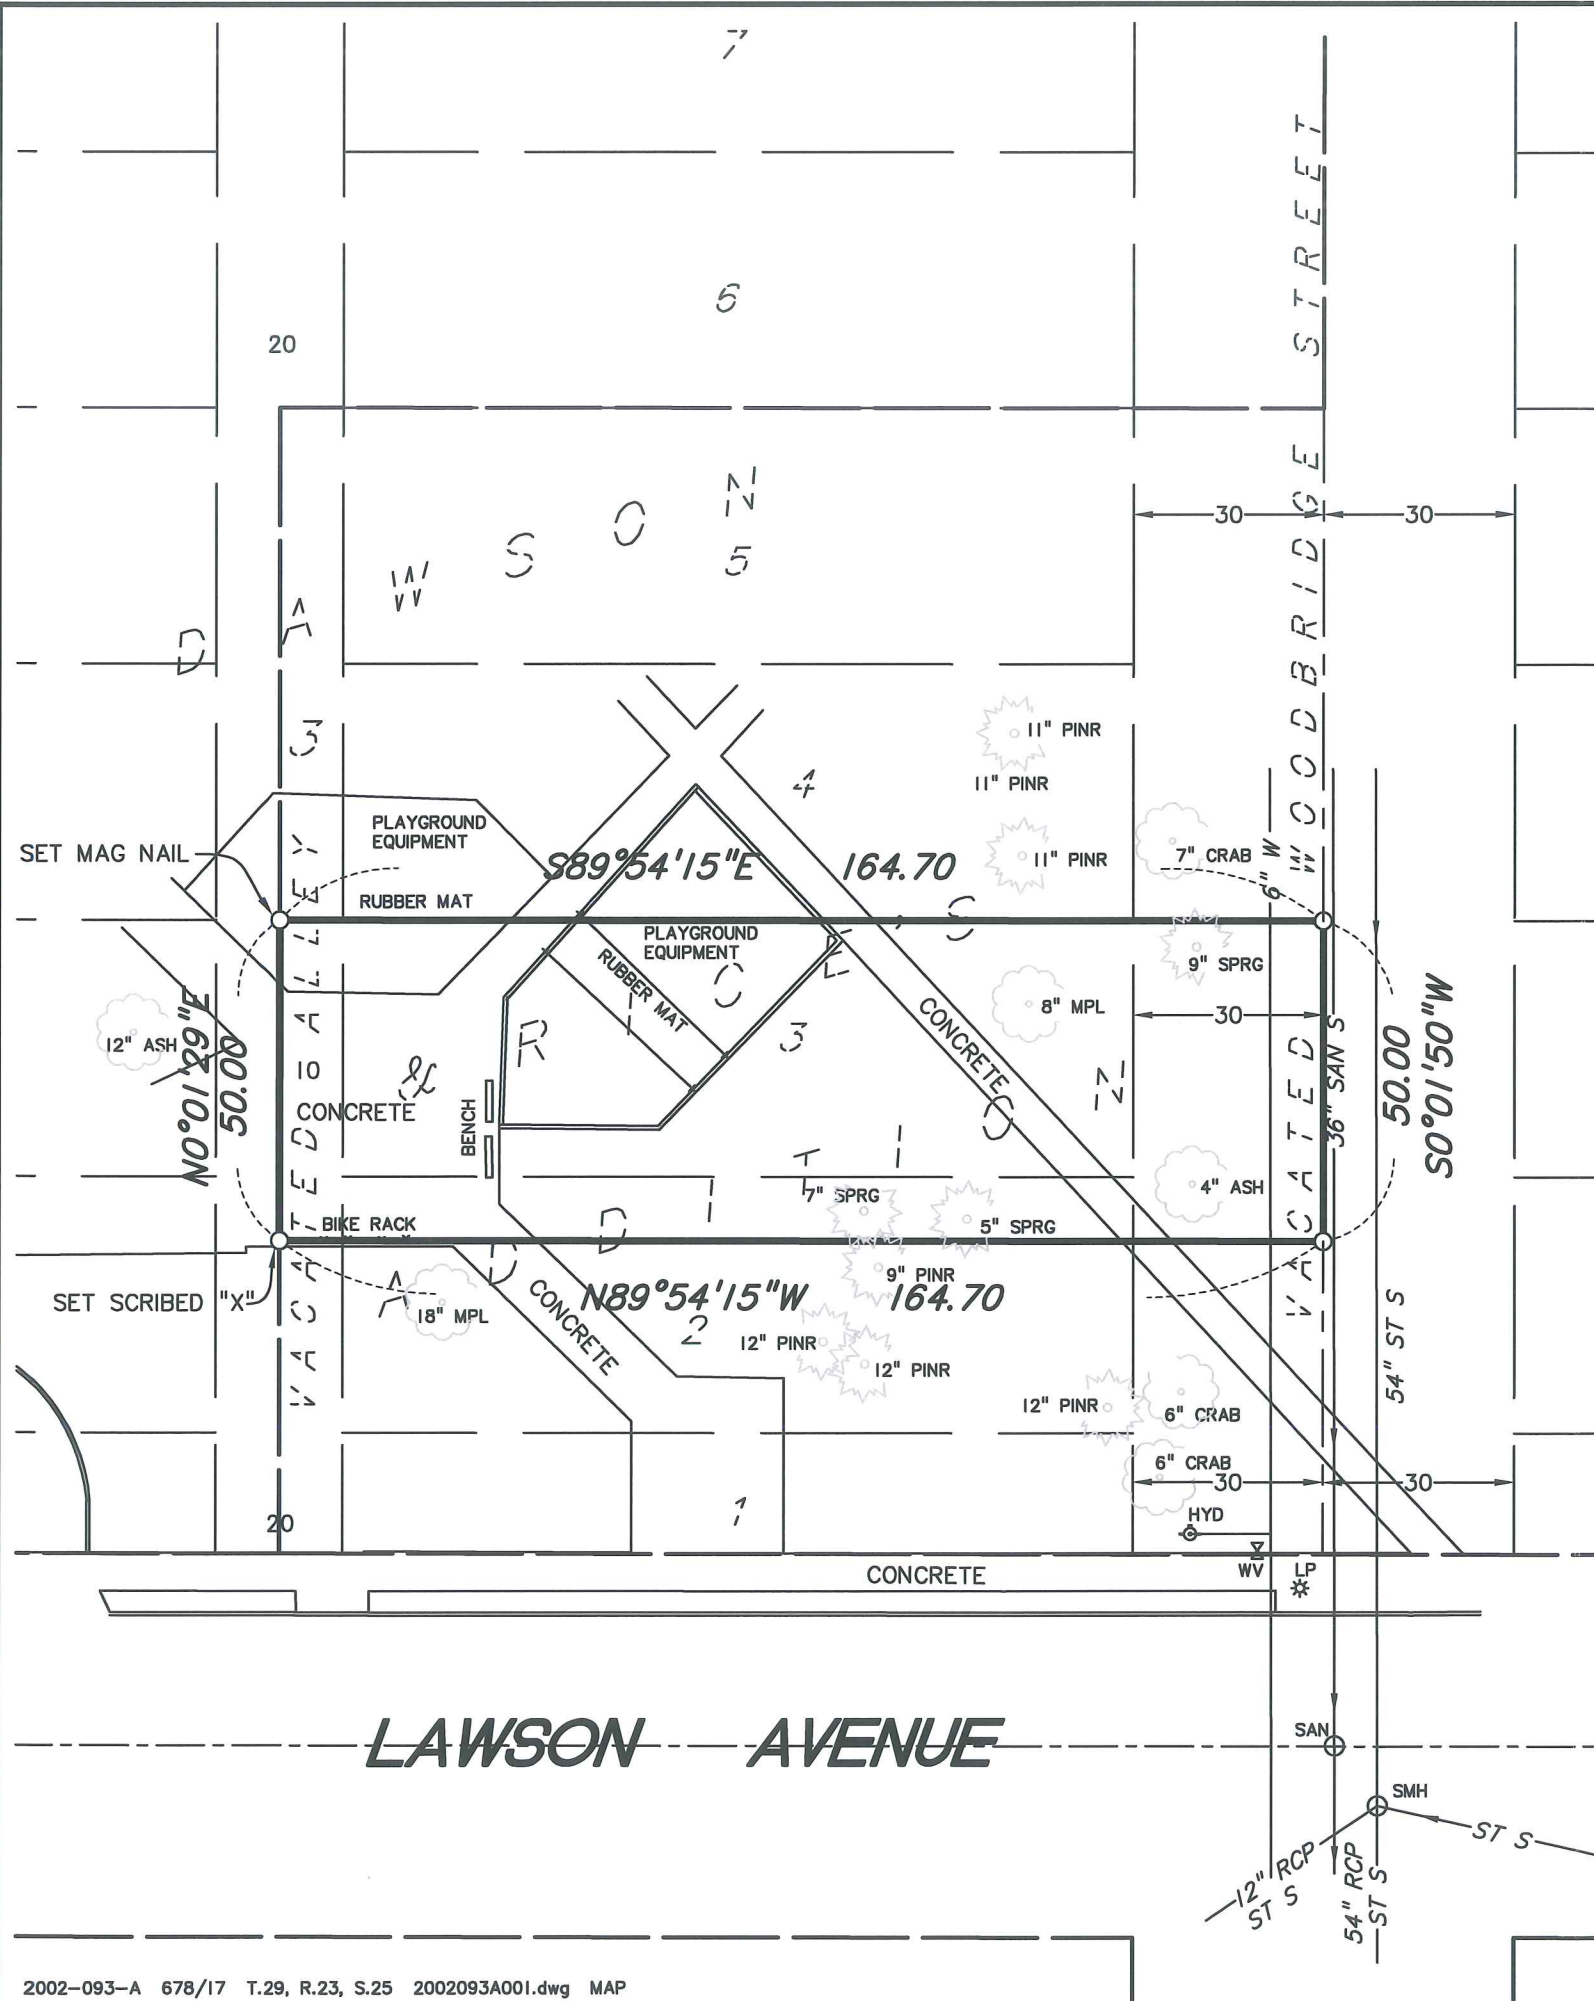 7
6
20
VACATED WOODBRIDGE STREET
DAWSON
5
30
30
3
4
11" PINR
11" PINR
11" PINR
7" CRAB
6" W
PLAYGROUND
EQUIPMENT
SET MAG NAIL
RUBBER MAT
S89°54'15"E 164.70
PLAYGROUND
EQUIPMENT
RUBBER MAT
9" SPRG
8" MPL
30
12" ASH
N0°01'29"E
50.00
VACATED ALLEY
10
CONCRETE
BENCH
3
CONCRETE
36" SAN S
50.00
S0°01'50"W
4" ASH
7" SPRG
5" SPRG
BIKE RACK
SET SCRIBED "X"
18" MPL
CONCRETE
N89°54'15"W 164.70
9" PINR
2
12" PINR
12" PINR
12" PINR
6" CRAB
6" CRAB
54" ST S
30
30
20
1
HYD
WV
LP
CONCRETE
LAWSON AVENUE
SAN
SMH
ST S
12" RCP
ST S
54" RCP
ST S
2002-093-A 678/17 T.29, R.23, S.25 2002093A001.dwg MAP